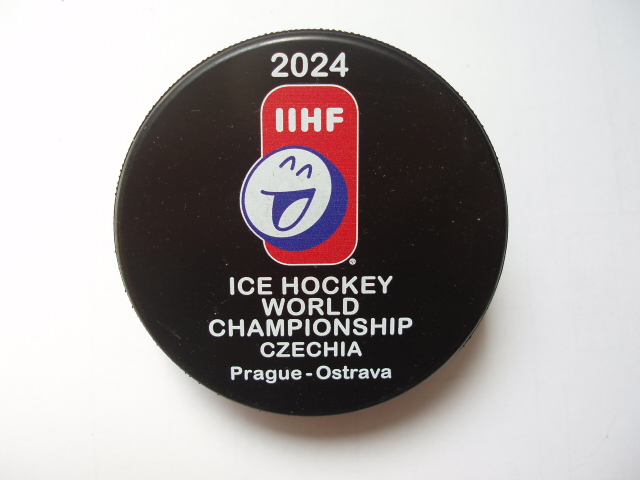 2024
IIHF
®
ICE HOCKEY
WORLD
CHAMPIONSHIP
CZECHIA
Prague - Ostrava